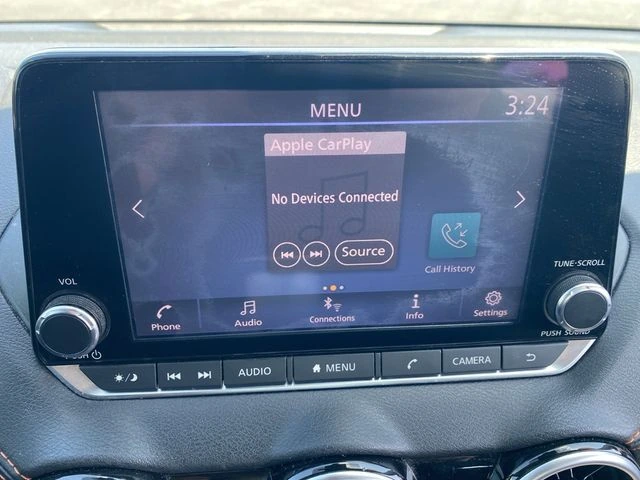 MENU
3:24
Apple CarPlay
No Devices Connected
Source
Call History
VOL
TUNE·SCROLL
Phone
Audio
Connections
Info
Settings
PUSH
PUSH SOUND
AUDIO
MENU
CAMERA